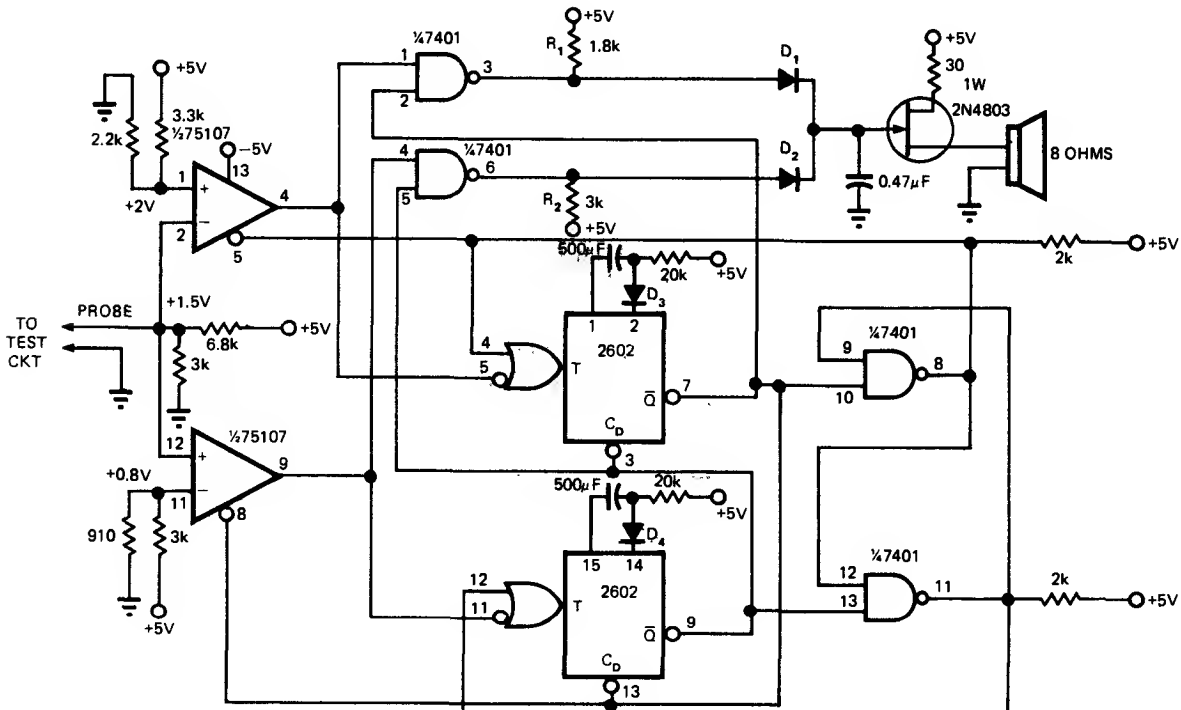 +5V
¼7401
R1
1.8k
D1
+5V
30
1W
2N4803
+5V
3.3k
½75107
2.2k
-5V
13
1
2
3
1
+
+2V
-
2
4
5
¼7401
4
5
6
R2
3k
+5V
D2
0.47µF
8 OHMS
500µF
20k
+5V
D3
2k
+5V
TO
TEST
CKT
PROBE
+1.5V
6.8k
+5V
3k
4
5
1
2
T
2602
Q
7
CD
3
¼7401
9
10
8
½75107
12
+
+0.8V
-
11
9
8
910
3k
+5V
500µF
20k
+5V
D4
12
11
15
14
T
2602
Q
9
CD
13
¼7401
12
13
11
2k
+5V